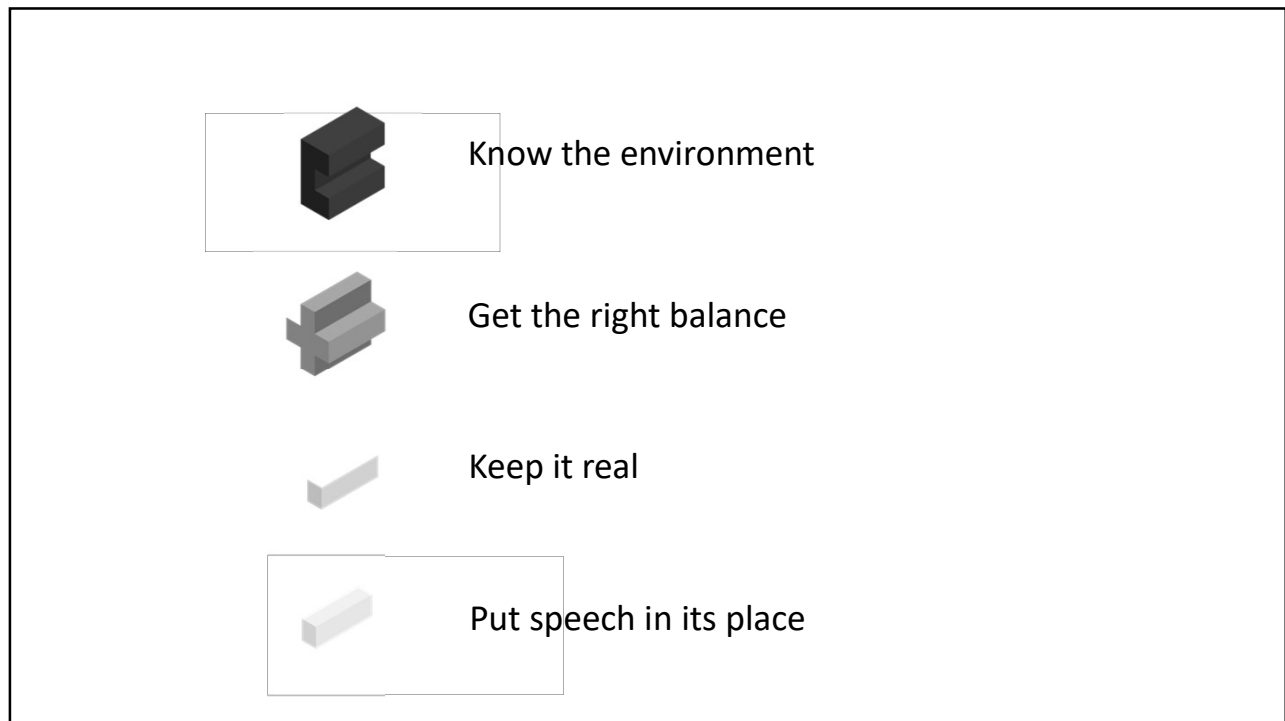 Know the environment
Get the right balance
Keep it real
Put speech in its place